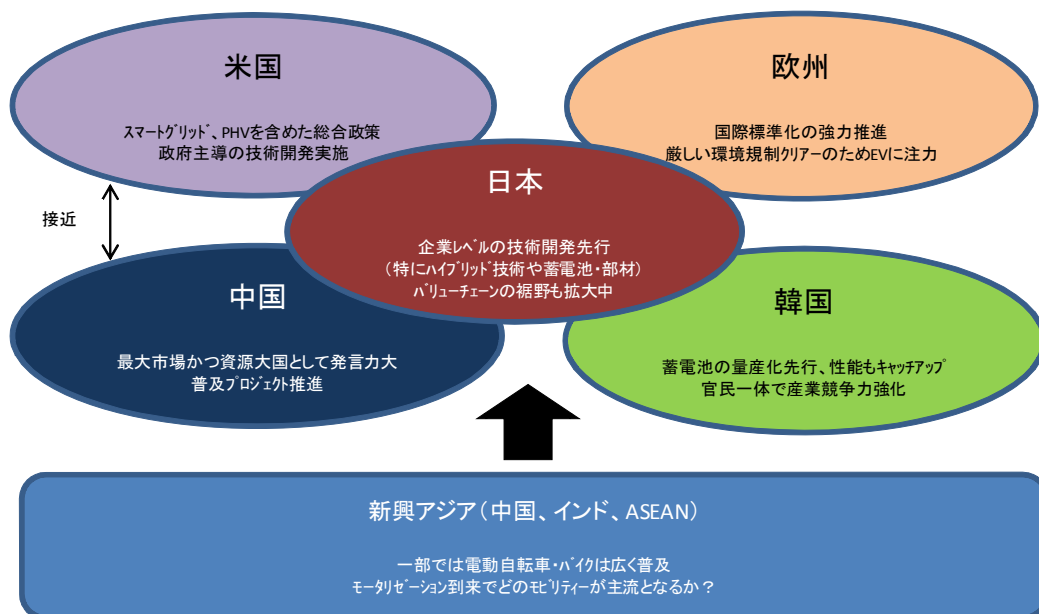 米国
スマートグリッド、PHVを含めた総合政策
政府主導の技術開発実施
欧州
国際標準化の強力推進
厳しい環境規制クリアーのためEVに注力
日本
企業レベルの技術開発先行
(特にハイブリッド技術や蓄電池・部材)
バリューチェーンの裾野も拡大中
接近
中国
最大市場かつ資源大国として発言力大
普及プロジェクト推進
韓国
蓄電池の量産化先行、性能もキャッチアップ
官民一体で産業競争力強化
新興アジア(中国、インド、ASEAN)
一部では電動自転車・バイクは広く普及
モータリゼーション到来でどのモビリティーが主流となるか?